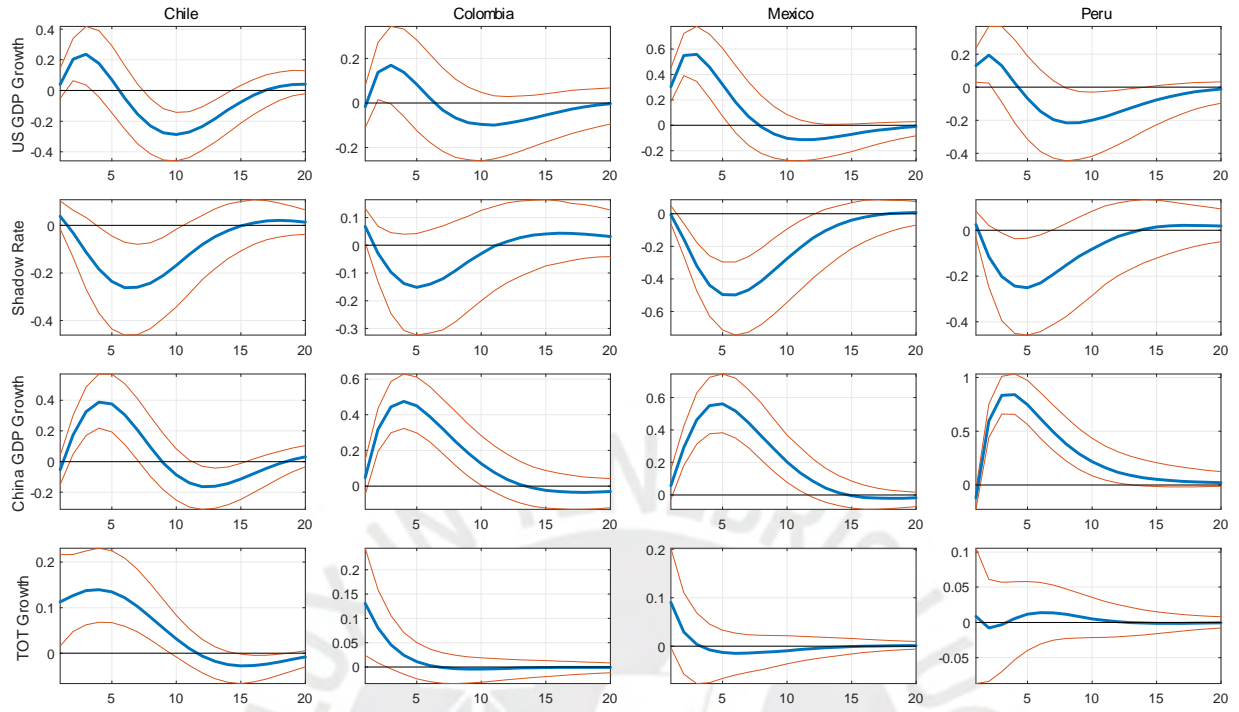 Chile Colombia Mexico Peru
US GDP Growth
0.4 0.2 0 -0.2 -0.4
5 10 15 20
0.2 0 -0.2
5 10 15 20
0.6 0.4 0.2 0 -0.2
5 10 15 20
0.2 0 -0.2 -0.4
5 10 15 20
Shadow Rate
0 -0.2 -0.4
5 10 15 20
0.1 0 -0.1 -0.2 -0.3
5 10 15 20
0 -0.2 -0.4 -0.6
5 10 15 20
0 -0.2 -0.4
5 10 15 20
China GDP Growth
0.4 0.2 0 -0.2
5 10 15 20
0.6 0.4 0.2 0
5 10 15 20
0.6 0.4 0.2 0
5 10 15 20
1 0.5 0
5 10 15 20
TOT Growth
0.2 0.1 0
5 10 15 20
0.2 0.15 0.1 0.05 0
5 10 15 20
0.2 0.1 0
5 10 15 20
0.1 0.05 0 -0.05
5 10 15 20